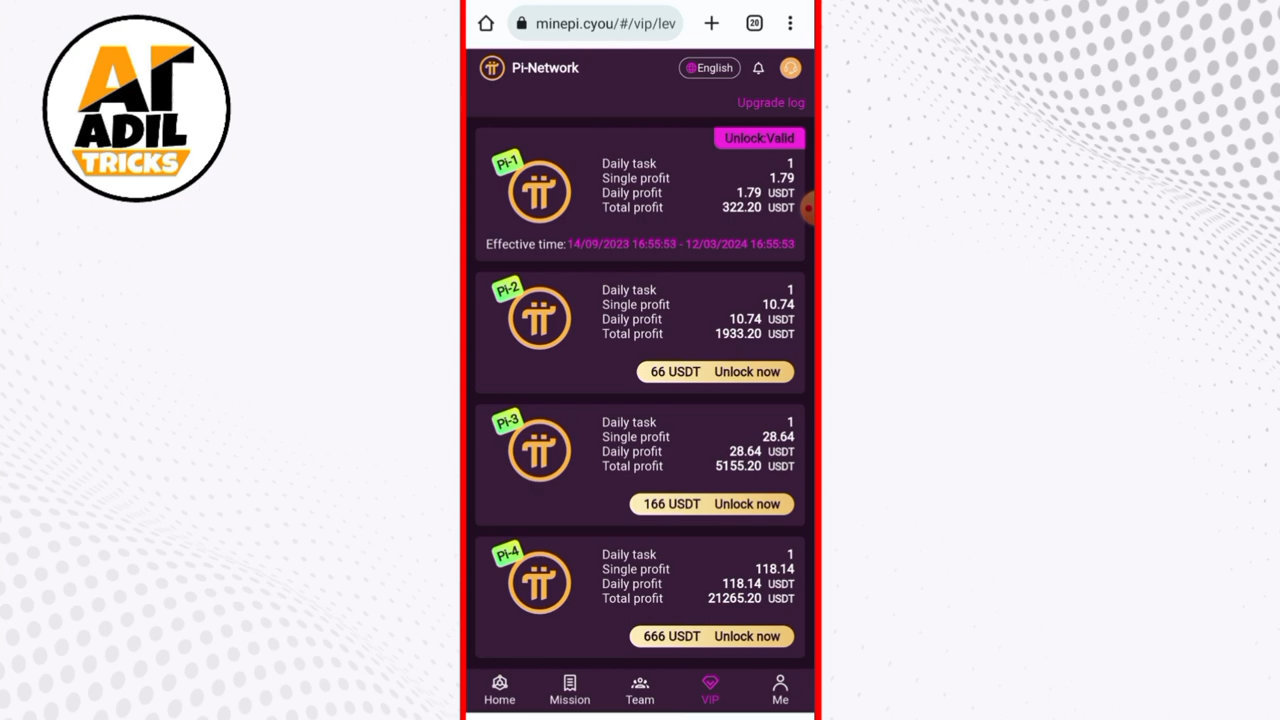 AT
ADIL
TRICKS
minepi.cyou/#/vip/lev
20
Pi-Network
English
Upgrade log
Unlock:Valid
Pi-1
Daily task 1
Single profit 1.79
Daily profit 1.79 USDT
Total profit 322.20 USDT
Effective time: 14/09/2023 16:55:53 - 12/03/2024 16:55:53
Pi-2
Daily task 1
Single profit 10.74
Daily profit 10.74 USDT
Total profit 1933.20 USDT
66 USDT Unlock now
Pi-3
Daily task 1
Single profit 28.64
Daily profit 28.64 USDT
Total profit 5155.20 USDT
166 USDT Unlock now
Pi-4
Daily task 1
Single profit 118.14
Daily profit 118.14 USDT
Total profit 21265.20 USDT
666 USDT Unlock now
Home Mission Team VIP Me